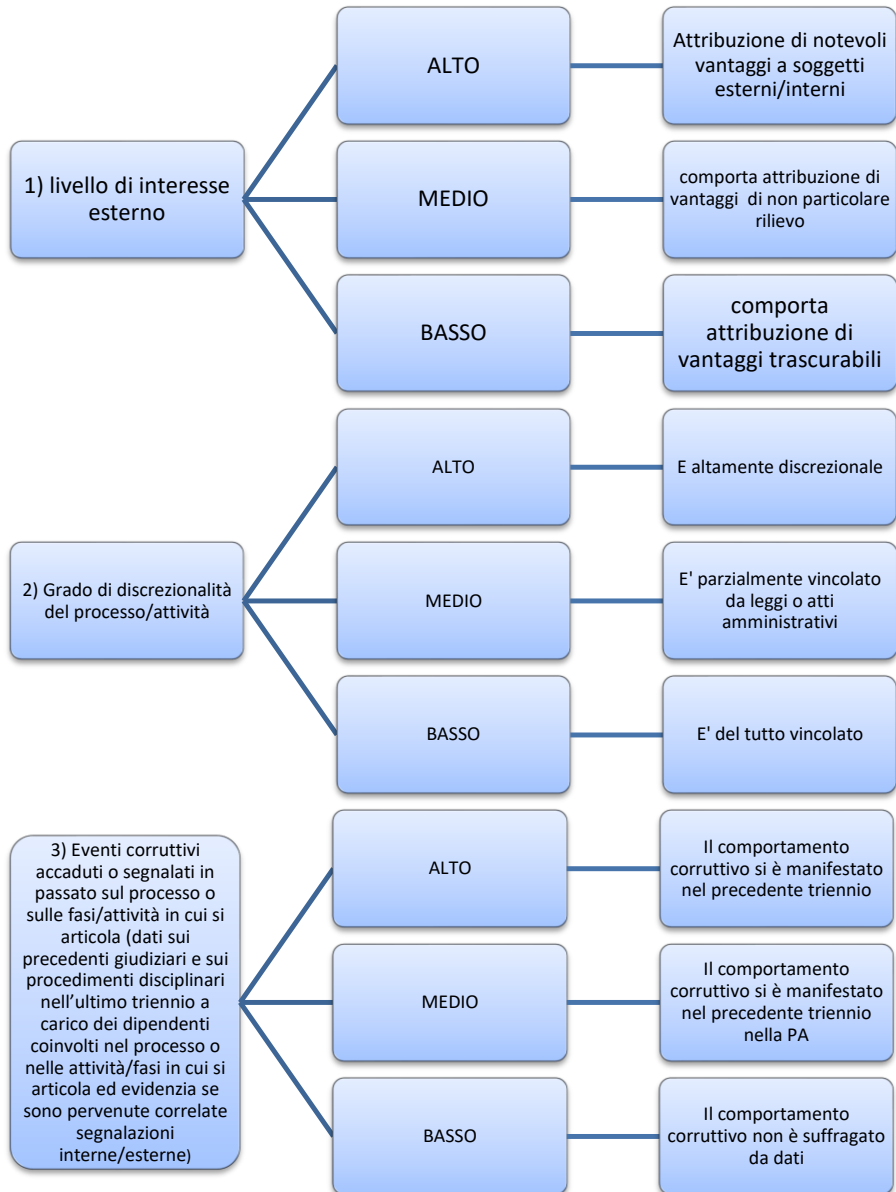 1) livello di interesse
esterno
ALTO
Attribuzione di notevoli
vantaggi a soggetti
esterni/interni
MEDIO
comporta attribuzione di
vantaggi di non particolare
rilievo
BASSO
comporta
attribuzione di
vantaggi trascurabili
2) Grado di discrezionalità
del processo/attività
ALTO
E altamente discrezionale
MEDIO
E' parzialmente vincolato
da leggi o atti
amministrativi
BASSO
E' del tutto vincolato
3) Eventi corruttivi
accaduti o segnalati in
passato sul processo o
sulle fasi/attività in cui si
articola (dati sui
precedenti giudiziari e sui
procedimenti disciplinari
nell’ultimo triennio a
carico dei dipendenti
coinvolti nel processo o
nelle attività/fasi in cui si
articola ed evidenzia se
sono pervenute correlate
segnalazioni
interne/esterne)
ALTO
Il comportamento
corruttivo si è manifestato
nel precedente triennio
MEDIO
Il comportamento
corruttivo si è manifestato
nel precedente triennio
nella PA
BASSO
Il comportamento
corruttivo non è suffragato
da dati